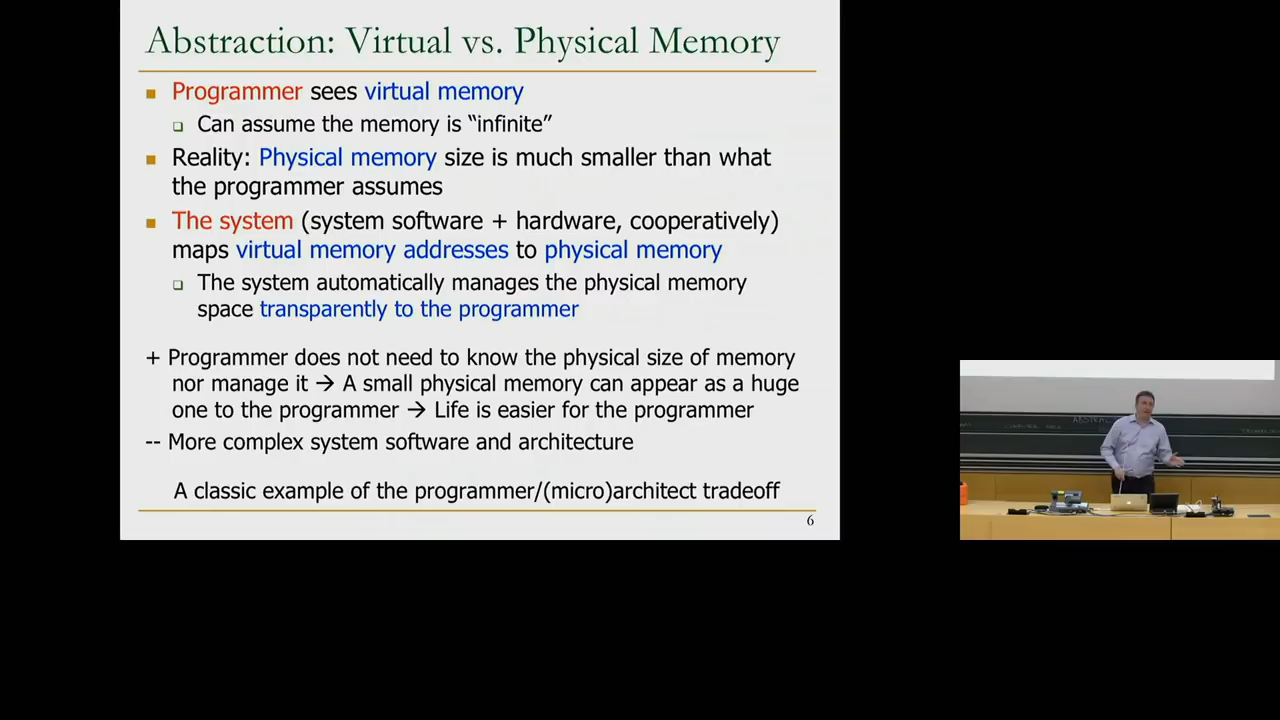 Abstraction: Virtual vs. Physical Memory
■ Programmer sees virtual memory
❑ Can assume the memory is “infinite”
■ Reality: Physical memory size is much smaller than what
the programmer assumes
■ The system (system software + hardware, cooperatively)
maps virtual memory addresses to physical memory
❑ The system automatically manages the physical memory
space transparently to the programmer
+ Programmer does not need to know the physical size of memory
nor manage it → A small physical memory can appear as a huge
one to the programmer → Life is easier for the programmer
-- More complex system software and architecture
A classic example of the programmer/(micro)architect tradeoff
6